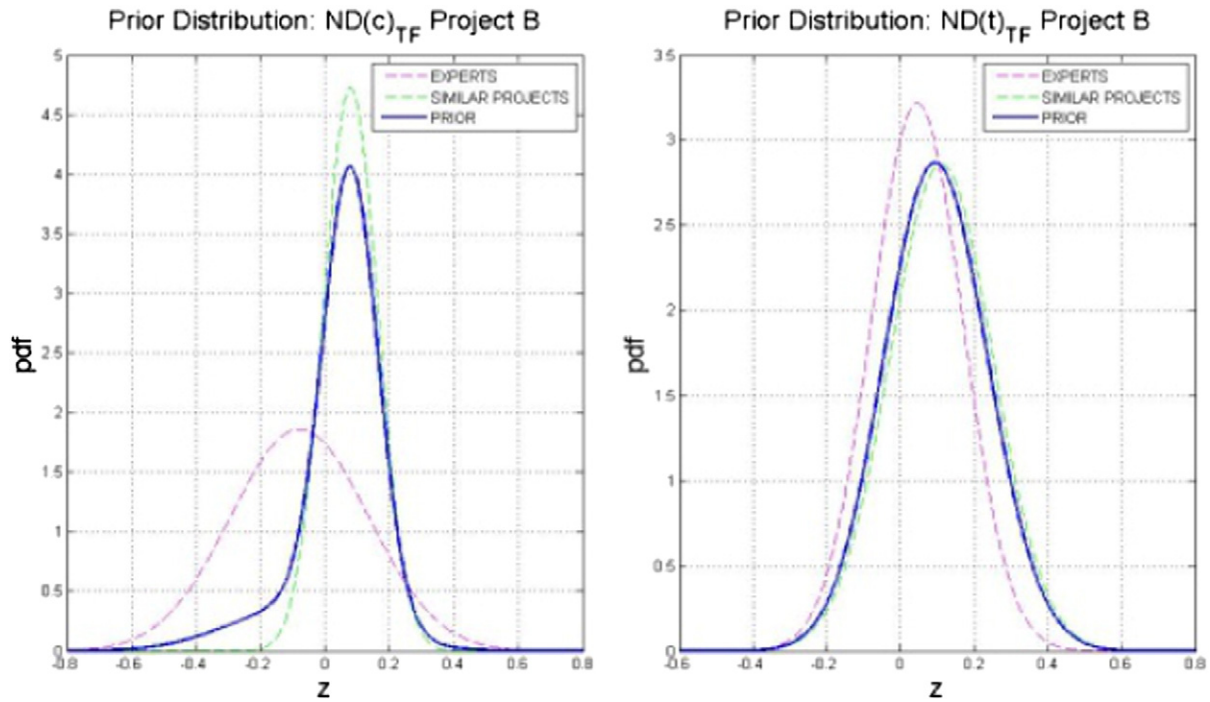 Prior Distribution: ND(c)TF Project B
5
4.5
4
3.5
3
2.5
2
1.5
1
0.5
0
pdf
EXPERTS
SIMILAR PROJECTS
PRIOR
-0.8 -0.6 -0.4 -0.2 0 0.2 0.4 0.6 0.8
z
Prior Distribution: ND(t)TF Project B
3.5
3
2.5
2
1.5
1
0.5
0
pdf
EXPERTS
SIMILAR PROJECTS
PRIOR
-0.6 -0.4 -0.2 0 0.2 0.4 0.6 0.8
z